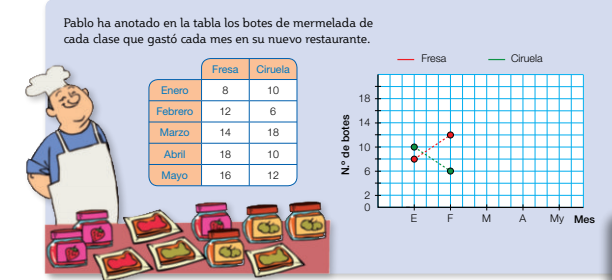 Pablo ha anotado en la tabla los botes de mermelada de
cada clase que gastó cada mes en su nuevo restaurante.
Fresa Ciruela
Enero 8 10
Febrero 12 6
Marzo 14 18
Abril 18 10
Mayo 16 12
Fresa Ciruela
N.º de botes
18
14
10
6
2
0
E F M A My Mes